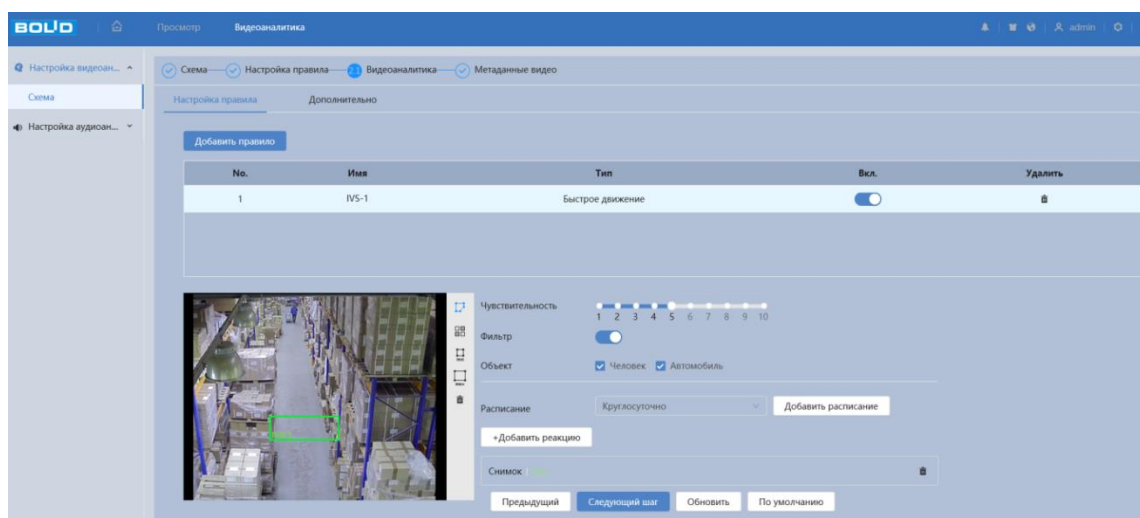 BOLID Просмотр Видеоаналитика admin
Настройка видеоан...
Схема
Настройка аудиоан...
Схема Настройка правила 2.1 Видеоаналитика Метаданные видео
Настройка правила Дополнительно
Добавить правило
No. Имя Тип Вкл. Удалить
1 IVS-1 Быстрое движение
Чувствительность
1 2 3 4 5 6 7 8 9 10
Фильтр
Объект Человек Автомобиль
Расписание Круглосуточно Добавить расписание
+Добавить реакцию
Снимок
Предыдущий Следующий шаг Обновить По умолчанию